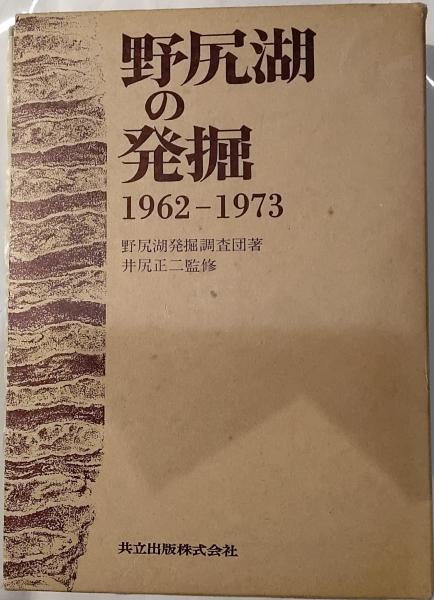 野尻湖
の
発掘
1962-1973
野尻湖発掘調査団著
井尻正二監修
共立出版株式会社